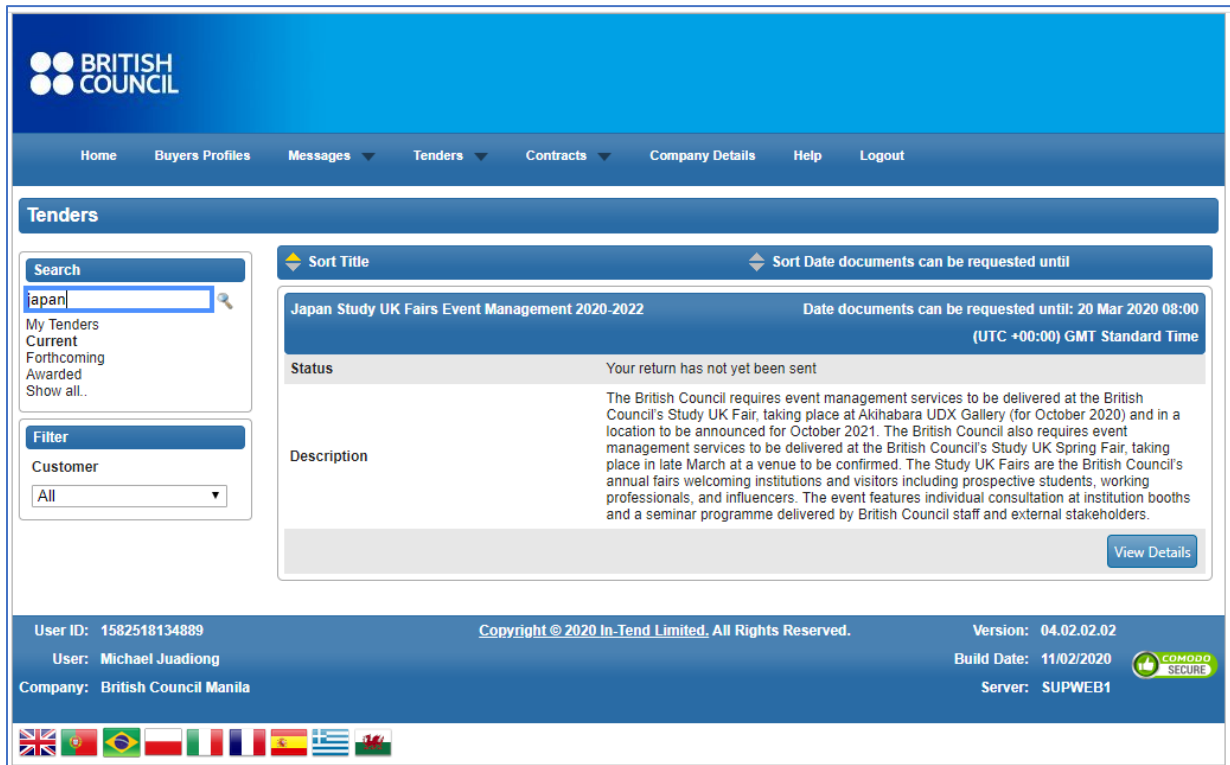 BRITISH
COUNCIL
Home Buyers Profiles Messages Tenders Contracts Company Details Help Logout
Tenders
Search
japan
My Tenders
Current
Forthcoming
Awarded
Show all..
Filter
Customer
All
Sort Title Sort Date documents can be requested until
Japan Study UK Fairs Event Management 2020-2022 Date documents can be requested until: 20 Mar 2020 08:00
(UTC +00:00) GMT Standard Time
Status Your return has not yet been sent
Description
The British Council requires event management services to be delivered at the British
Council's Study UK Fair, taking place at Akihabara UDX Gallery (for October 2020) and in a
location to be announced for October 2021. The British Council also requires event
management services to be delivered at the British Council's Study UK Spring Fair, taking
place in late March at a venue to be confirmed. The Study UK Fairs are the British Council's
annual fairs welcoming institutions and visitors including prospective students, working
professionals, and influencers. The event features individual consultation at institution booths
and a seminar programme delivered by British Council staff and external stakeholders.
View Details
User ID: 1582518134889
User: Michael Juadiong
Company: British Council Manila
Copyright © 2020 In-Tend Limited. All Rights Reserved.
Version: 04.02.02.02
Build Date: 11/02/2020
Server: SUPWEB1
COMODO
SECURE